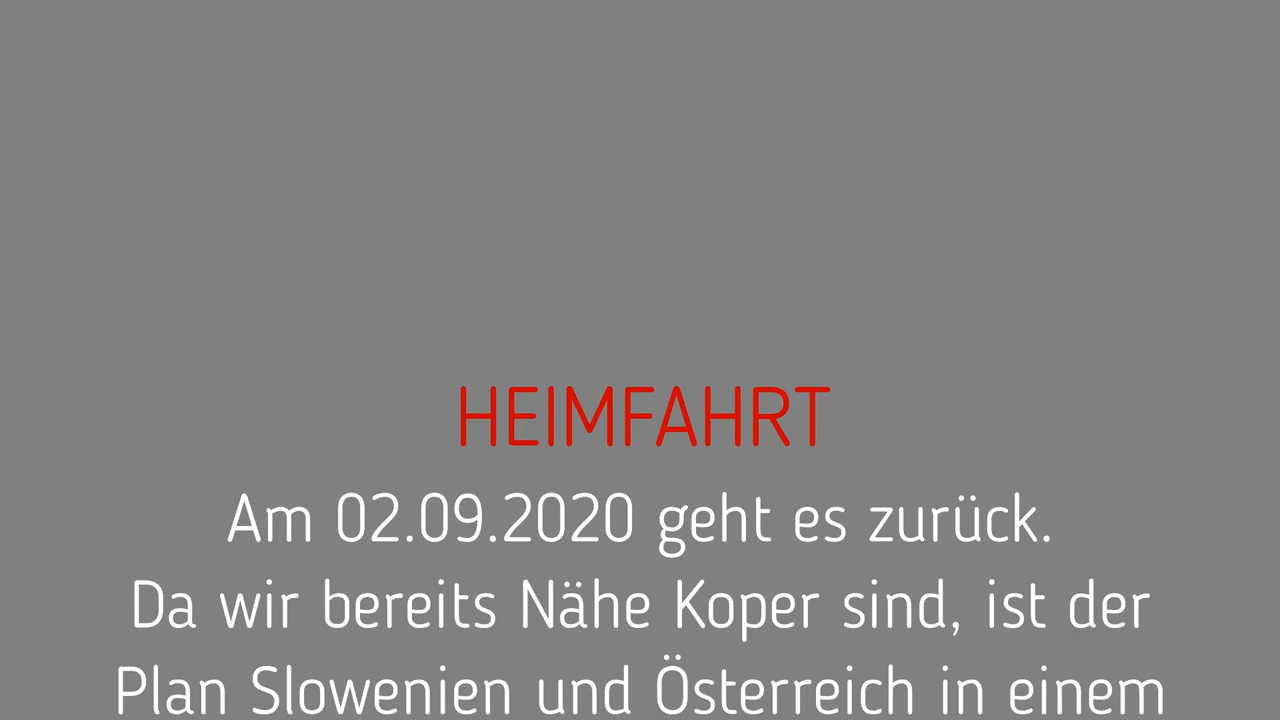 HEIMFAHRT
Am 02.09.2020 geht es zurück.
Da wir bereits Nähe Koper sind, ist der
Plan Slowenien und Österreich in einem